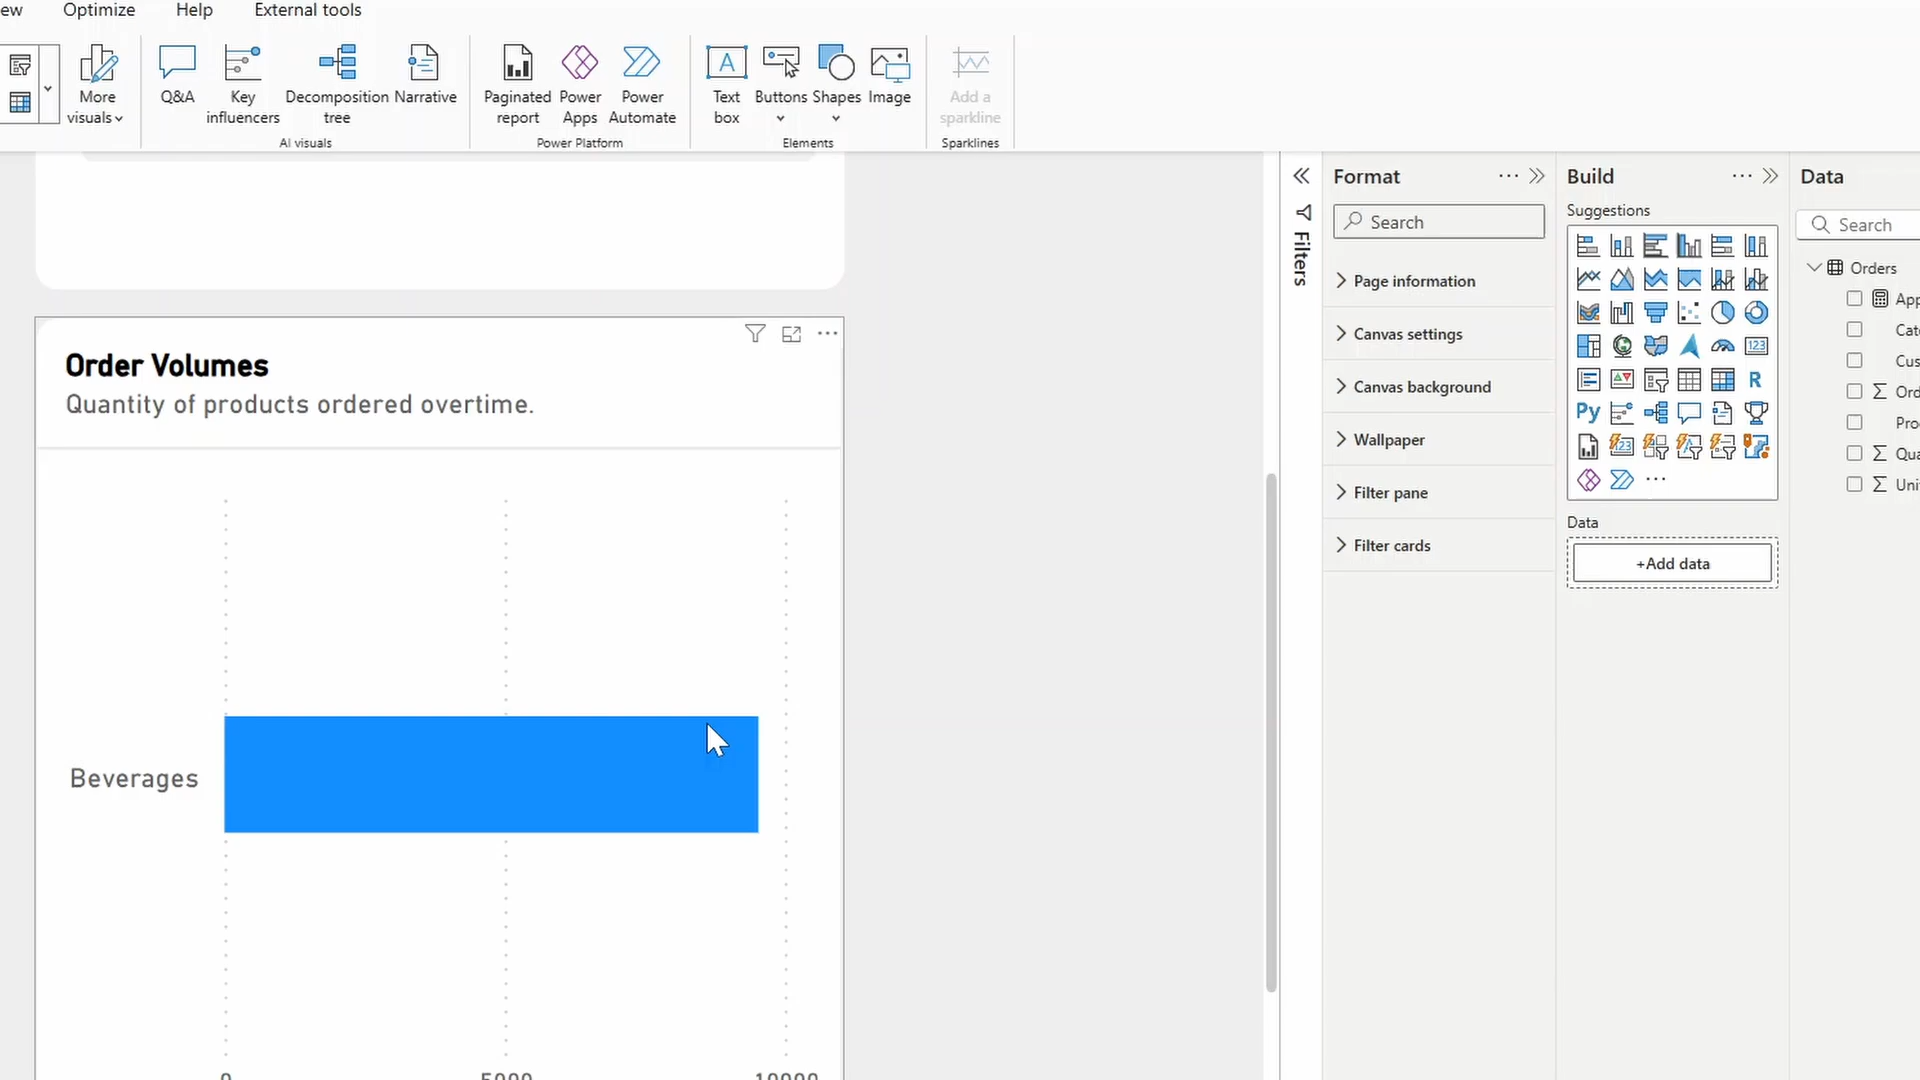 ew Optimize Help External tools
More visuals
Q&A
Key influencers
Decomposition tree
Narrative
AI visuals
Paginated report
Power Apps
Power Automate
Power Platform
Text box
Buttons
Shapes
Image
Elements
Add a sparkline
Sparklines
Filters
Format
Search
Page information
Canvas settings
Canvas background
Wallpaper
Filter pane
Filter cards
Build
Suggestions
123
R
Py
Data
+Add data
Data
Search
Orders
App
Cate
Cus
Ord
Pro
Qua
Uni
Order Volumes
Quantity of products ordered overtime.
Beverages
0 5000 10000